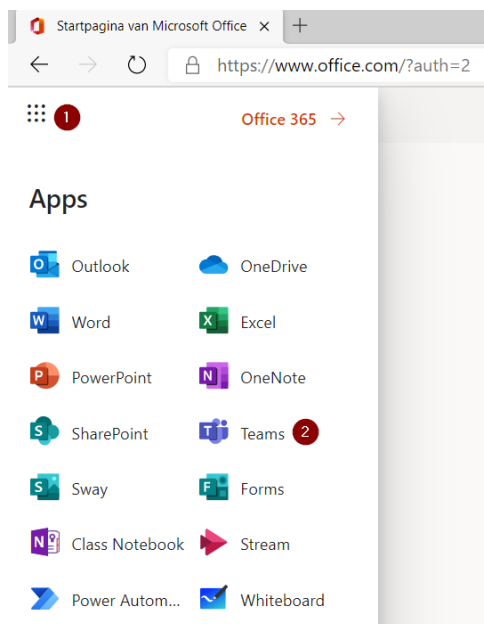 Startpagina van Microsoft Office
https://www.office.com/?auth=2
1
Office 365 →
Apps
Outlook OneDrive
Word Excel
PowerPoint OneNote
SharePoint Teams 2
Sway Forms
Class Notebook Stream
Power Autom... Whiteboard